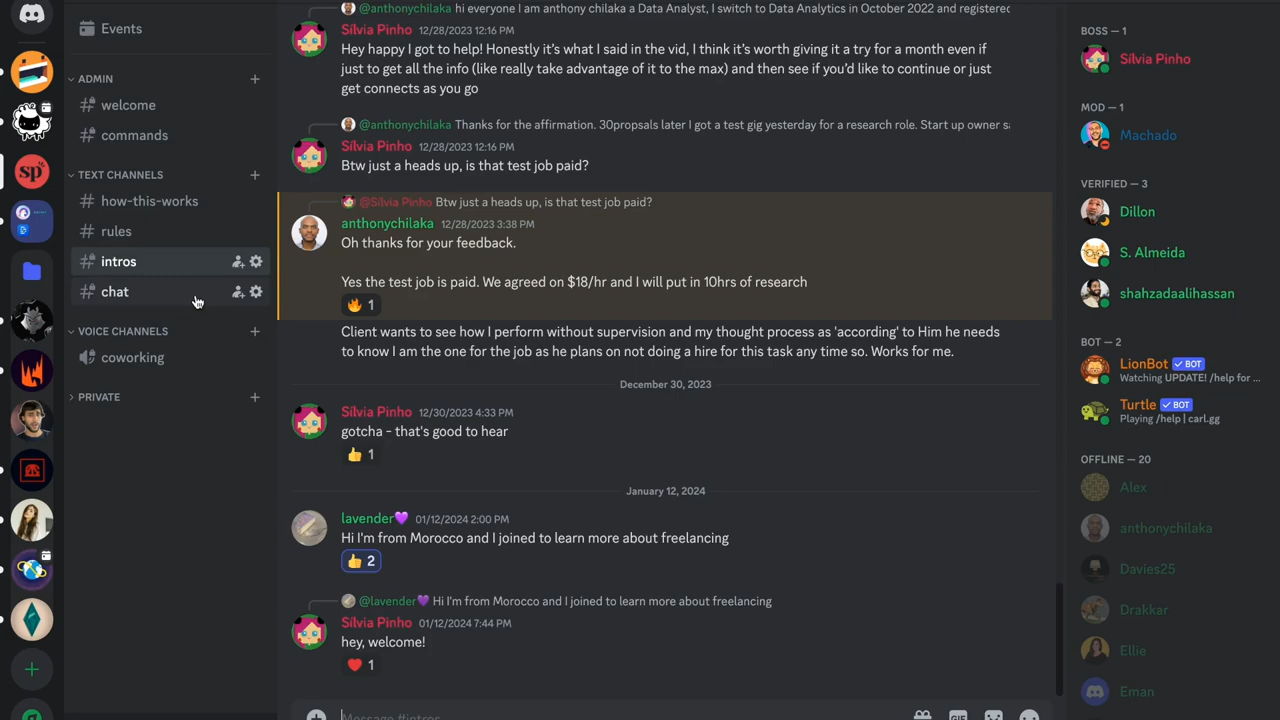 Events
ADMIN
welcome
commands
TEXT CHANNELS
how-this-works
rules
intros
chat
VOICE CHANNELS
coworking
PRIVATE
sp
@anthonychilaka hi everyone I am anthony chilaka a Data Analyst, I switch to Data Analytics in October 2022 and registered
Sílvia Pinho 12/28/2023 12:16 PM
Hey happy I got to help! Honestly it's what I said in the vid, I think it's worth giving it a try for a month even if
just to get all the info (like really take advantage of it to the max) and then see if you'd like to continue or just
get connects as you go
@anthonychilaka Thanks for the affirmation. 30propsals later I got a test gig yesterday for a research role. Start up owner
Sílvia Pinho 12/28/2023 12:16 PM
Btw just a heads up, is that test job paid?
@Sílvia Pinho Btw just a heads up, is that test job paid?
anthonychilaka 12/28/2023 3:38 PM
Oh thanks for your feedback.
Yes the test job is paid. We agreed on $18/hr and I will put in 10hrs of research
🔥 1
Client wants to see how I perform without supervision and my thought process as 'according' to Him he needs
to know I am the one for the job as he plans on not doing a hire for this task any time so. Works for me.
December 30, 2023
Sílvia Pinho 12/30/2023 4:33 PM
gotcha - that's good to hear
👍 1
January 12, 2024
lavender💜 01/12/2024 2:00 PM
Hi I'm from Morocco and I joined to learn more about freelancing
👍 2
@lavender💜 Hi I'm from Morocco and I joined to learn more about freelancing
Sílvia Pinho 01/12/2024 7:44 PM
hey, welcome!
❤️ 1
Message #intros
GIF
BOSS — 1
Sílvia Pinho
MOD — 1
Machado
VERIFIED — 3
Dillon
S. Almeida
shahzadaalihassan
BOT — 2
LionBot ✓ BOT
Watching UPDATE! /help for ...
Turtle ✓ BOT
Playing /help | carl.gg
OFFLINE — 20
Alex
anthonychilaka
Davies25
Drakkar
Ellie
Eman